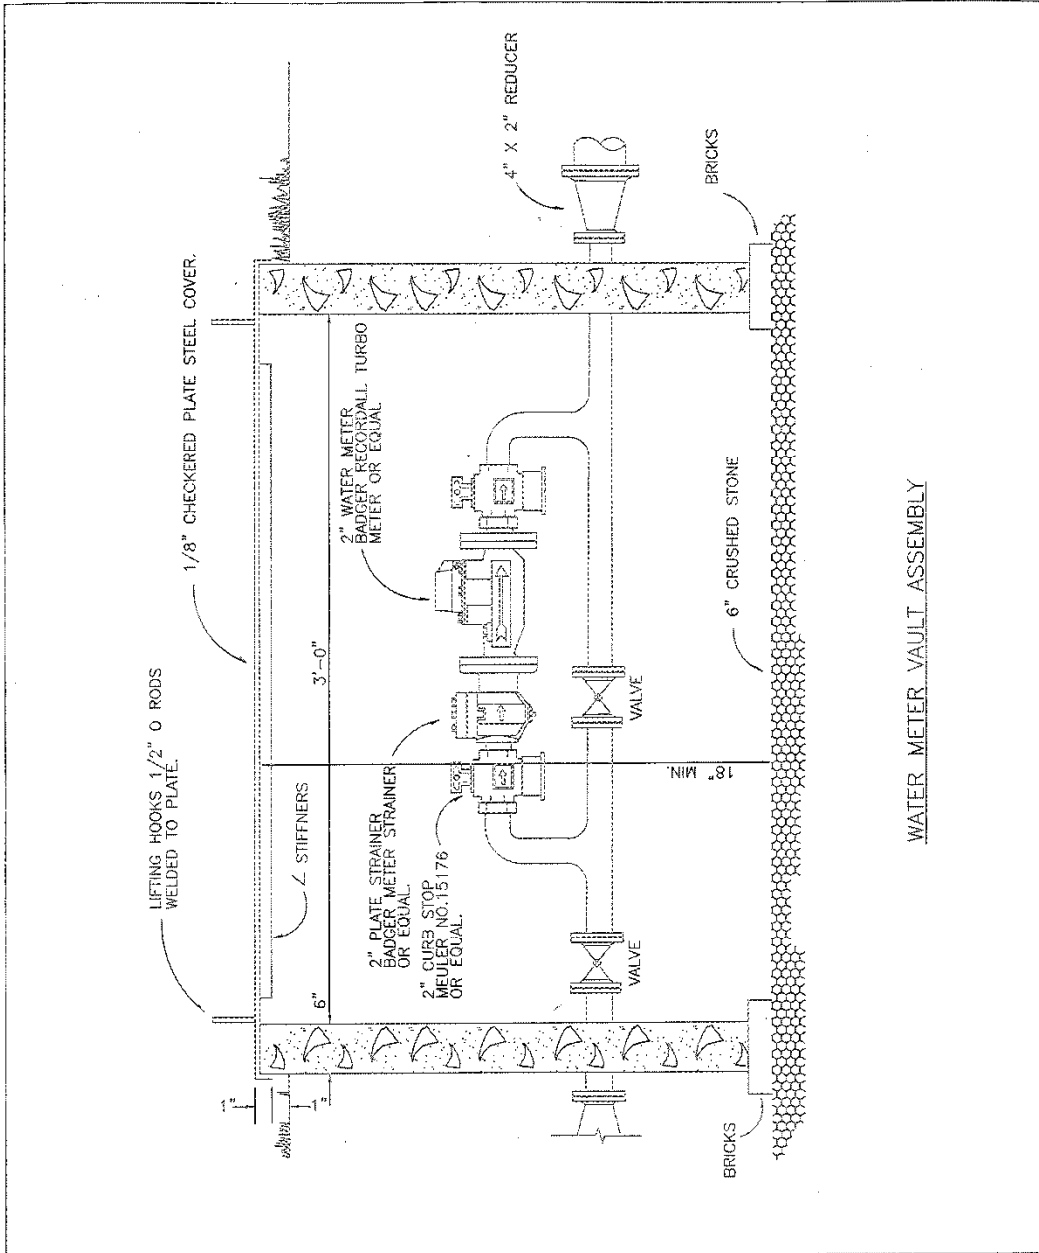 LIFTING HOOKS 1/2" O RODS
WELDED TO PLATE.
1/8" CHECKERED PLATE STEEL COVER.
∠ STIFFNERS
1"
1"
6"
3'-0"
2" WATER METER
BADGER RECORDALL TURBO
METER OR EQUAL
2" PLATE STRAINER
BADGER METER STRAINER
OR EQUAL.
2" CURB STOP
MEULER NO.15176
OR EQUAL.
4" X 2" REDUCER
18" MIN.
VALVE
VALVE
BRICKS
BRICKS
6" CRUSHED STONE
WATER METER VAULT ASSEMBLY